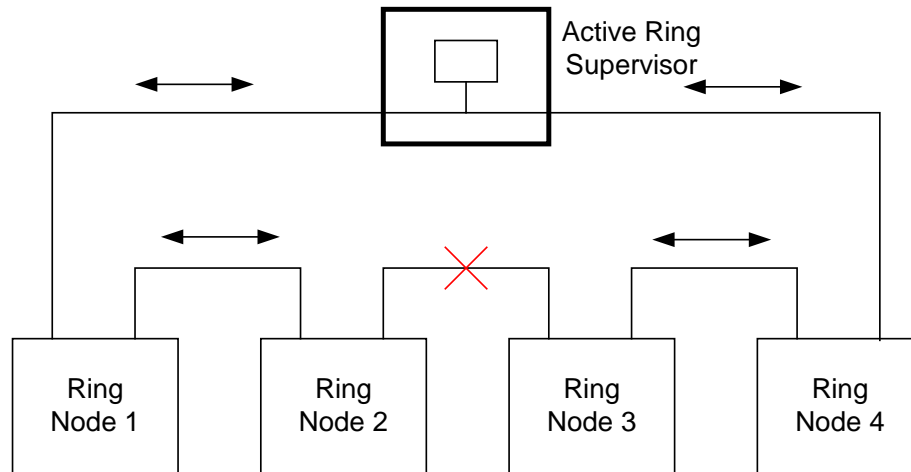 Active Ring
Supervisor
Ring
Node 1
Ring
Node 2
Ring
Node 3
Ring
Node 4